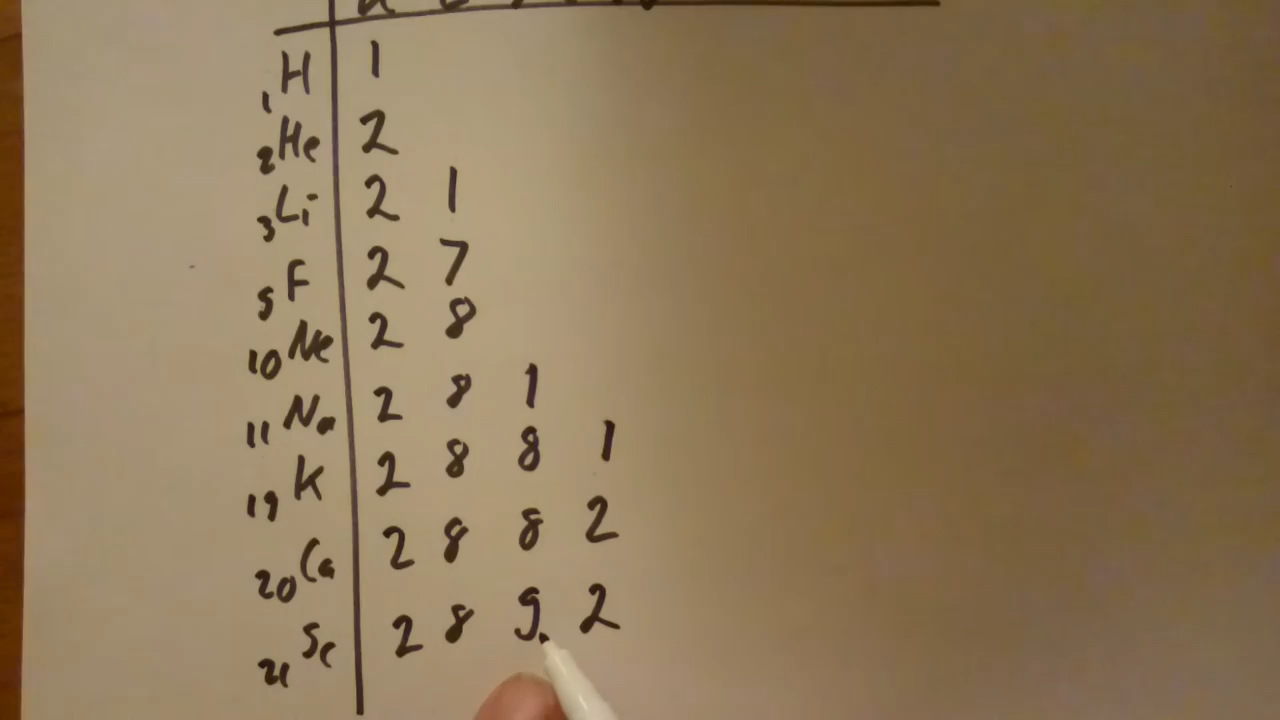 1H 1
2He 2
3Li 2 1
9F 2 7
10Ne 2 8
11Na 2 8 1
19K 2 8 8 1
20Ca 2 8 8 2
21Sc 2 8 9 2